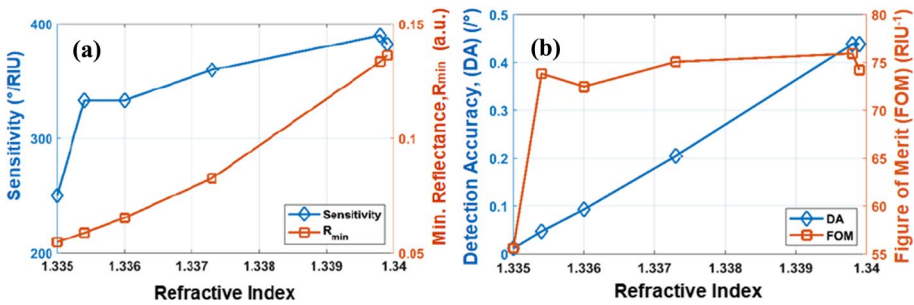 (a)
Sensitivity (°/RIU)
400
300
200
Min. Reflectance,Rmin (a.u.)
0.15
0.1
0.05
Sensitivity
Rmin
1.335 1.336 1.337 1.338 1.339 1.34
Refractive Index
(b)
Detection Accuracy, (DA) (/°)
0.5
0.4
0.3
0.2
0.1
0
Figure of Merit (FOM) (RIU-1)
80
75
70
65
60
55
DA
FOM
1.335 1.336 1.337 1.338 1.339 1.34
Refractive Index